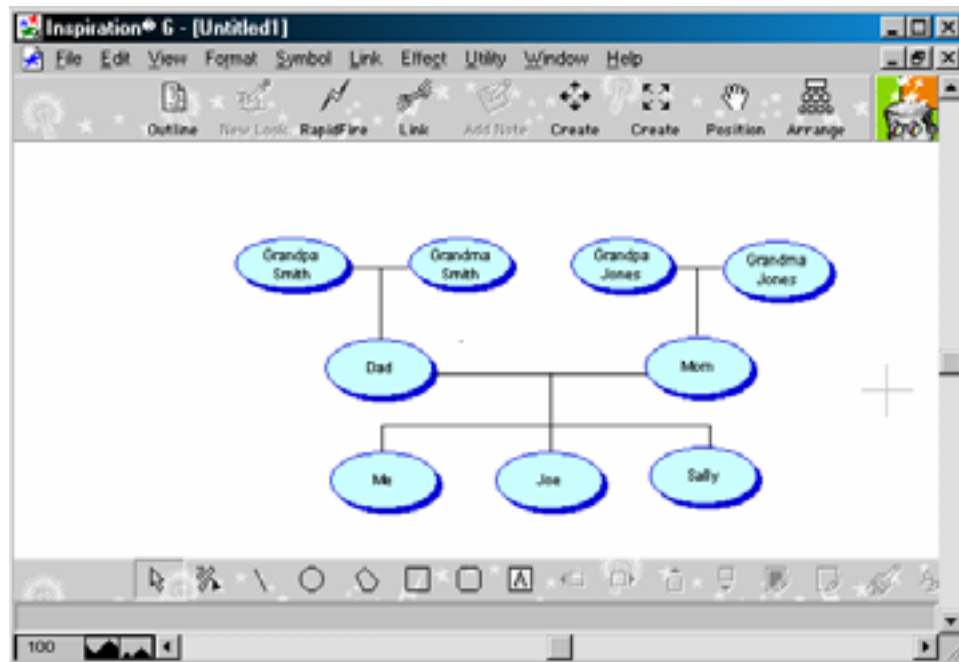 Inspiration® 6 - [Untitled1]
File Edit View Format Symbol Link Effect Utility Window Help
Outline New Look RapidFire Link Add Note Create Create Position Arrange
Grandpa
Smith
Grandma
Smith
Grandpa
Jones
Grandma
Jones
Dad
Mom
Me
Joe
Sally
A
100